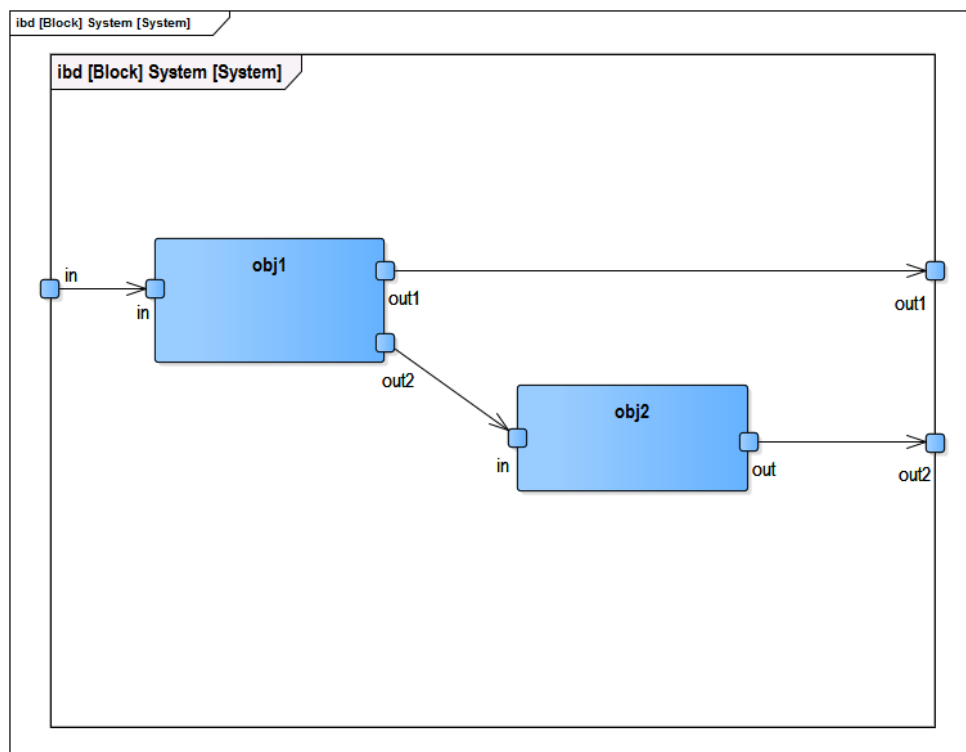 ibd [Block] System [System]
ibd [Block] System [System]
obj1
in
in
out1
out1
out2
obj2
in
out
out2